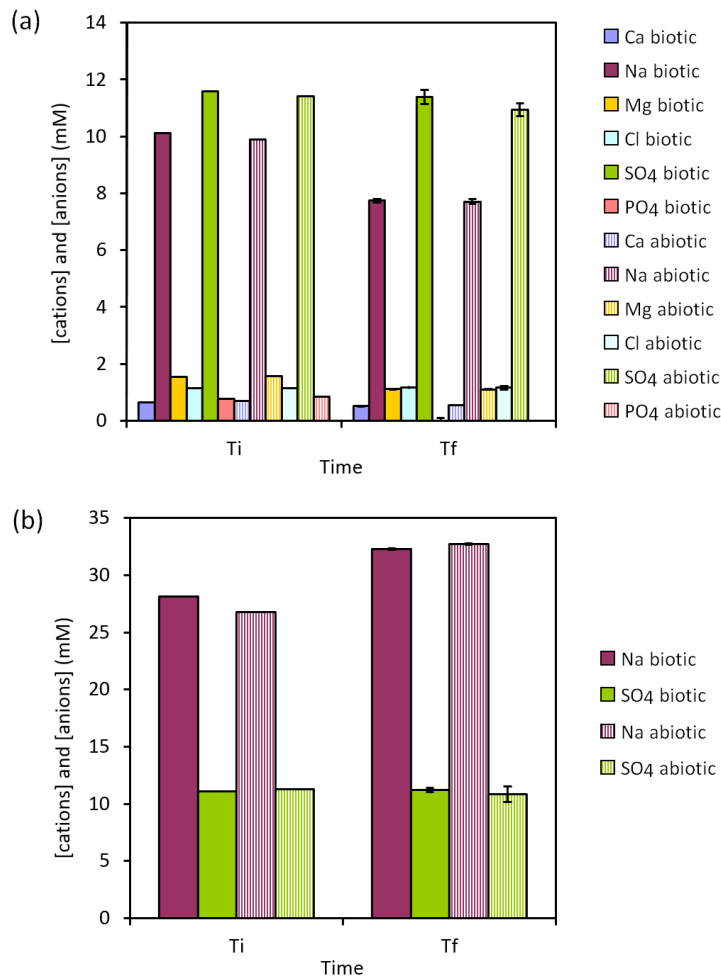 (a)
[cations] and [anions] (mM)
14
12
10
8
6
4
2
0
Ti
Tf
Time
Ca biotic
Na biotic
Mg biotic
Cl biotic
SO4 biotic
PO4 biotic
Ca abiotic
Na abiotic
Mg abiotic
Cl abiotic
SO4 abiotic
PO4 abiotic
(b)
[cations] and [anions] (mM)
35
30
25
20
15
10
5
0
Ti
Tf
Time
Na biotic
SO4 biotic
Na abiotic
SO4 abiotic